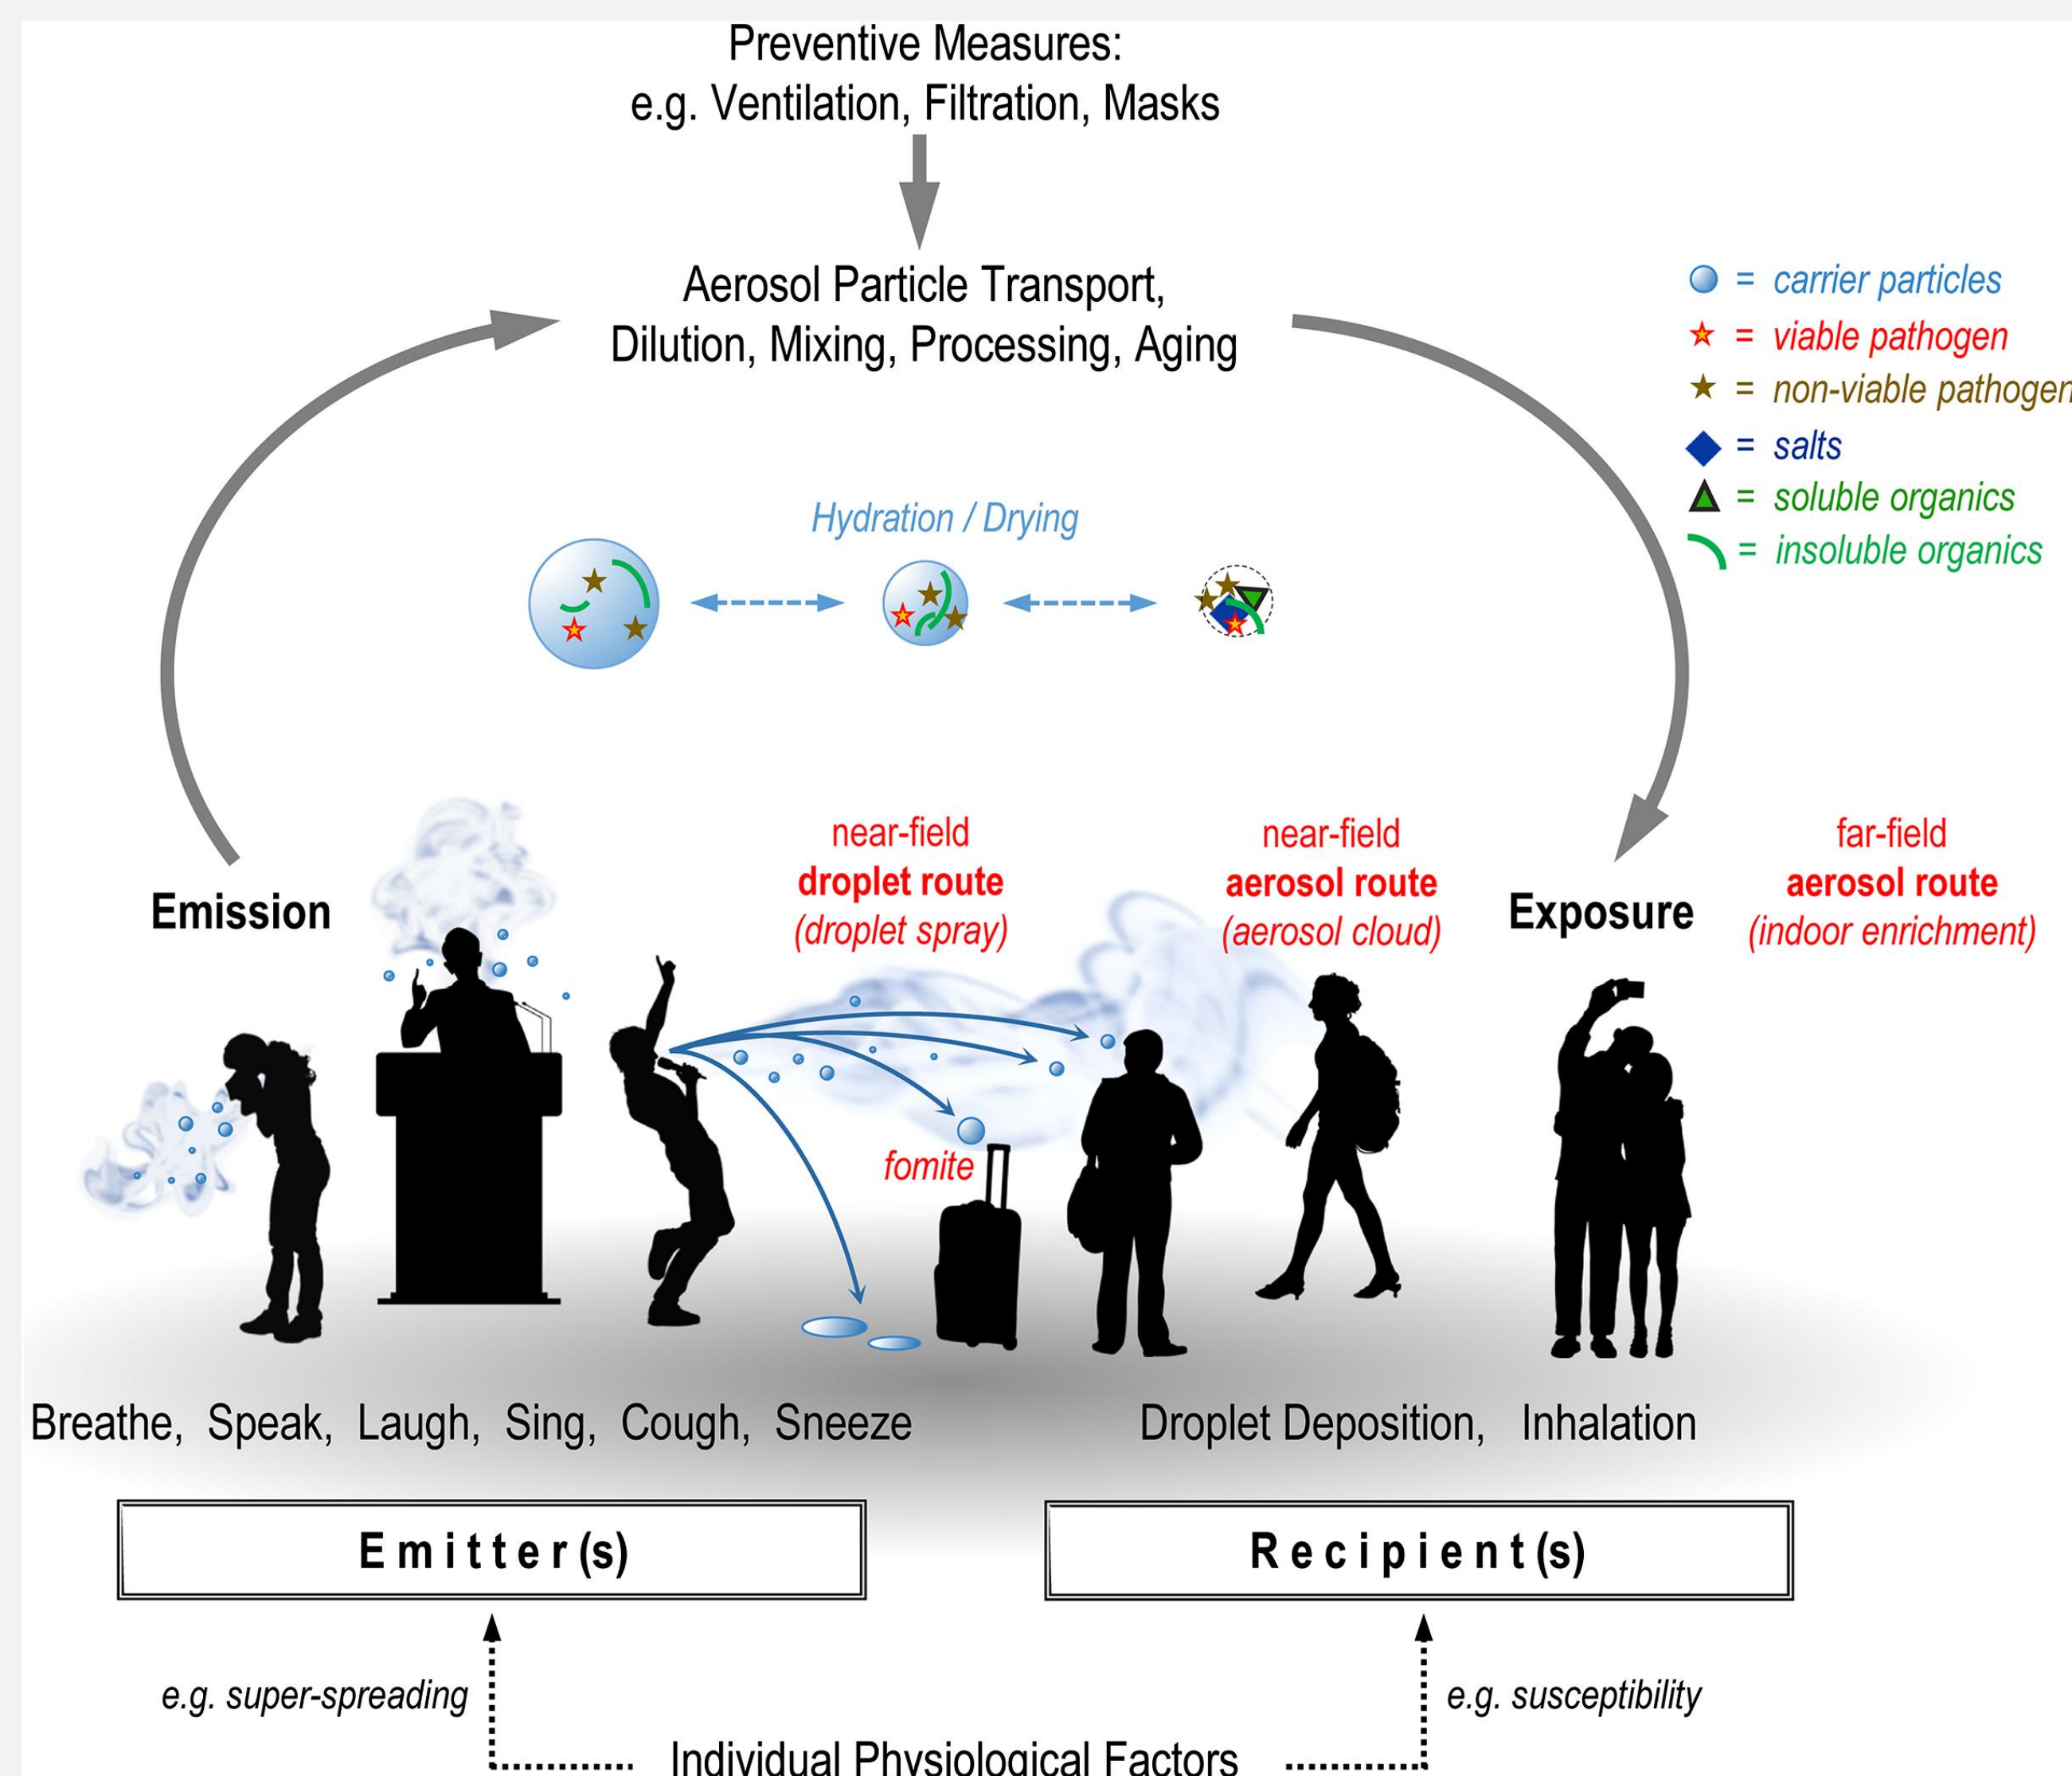 Preventive Measures:
e.g. Ventilation, Filtration, Masks
Aerosol Particle Transport,
Dilution, Mixing, Processing, Aging
= carrier particles
= viable pathogen
= non-viable pathogen
= salts
= soluble organics
= insoluble organics
Hydration / Drying
Emission
near-field
droplet route
(droplet spray)
near-field
aerosol route
(aerosol cloud)
Exposure
far-field
aerosol route
(indoor enrichment)
fomite
Breathe, Speak, Laugh, Sing, Cough, Sneeze
Droplet Deposition, Inhalation
Emitter(s)
Recipient(s)
e.g. super-spreading
e.g. susceptibility
Individual Physiological Factors